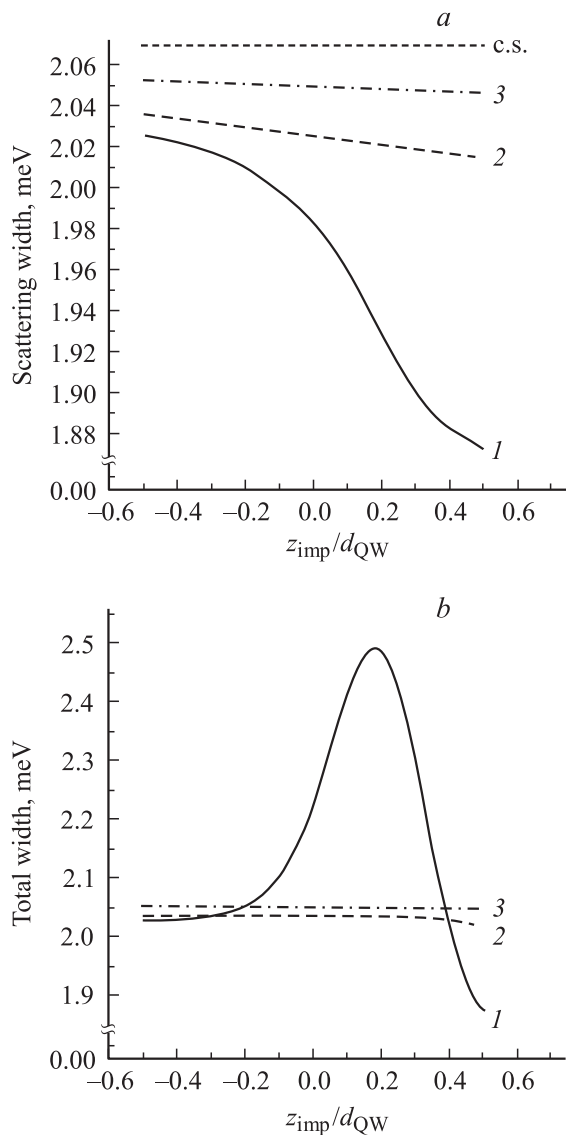 a
c.s.
2.06
3
2.04
2
2.02
2.00
1.98
1.96
1.94
1.92
1.90
1.88
1
0.00
Scattering width, meV
–0.6 –0.4 –0.2 0.0 0.2 0.4 0.6
z_imp/d_QW
b
2.5
2.4
2.3
2.2
2.1
3
2.0
2
1.9
1
0.00
Total width, meV
–0.6 –0.4 –0.2 0.0 0.2 0.4 0.6
z_imp/d_QW